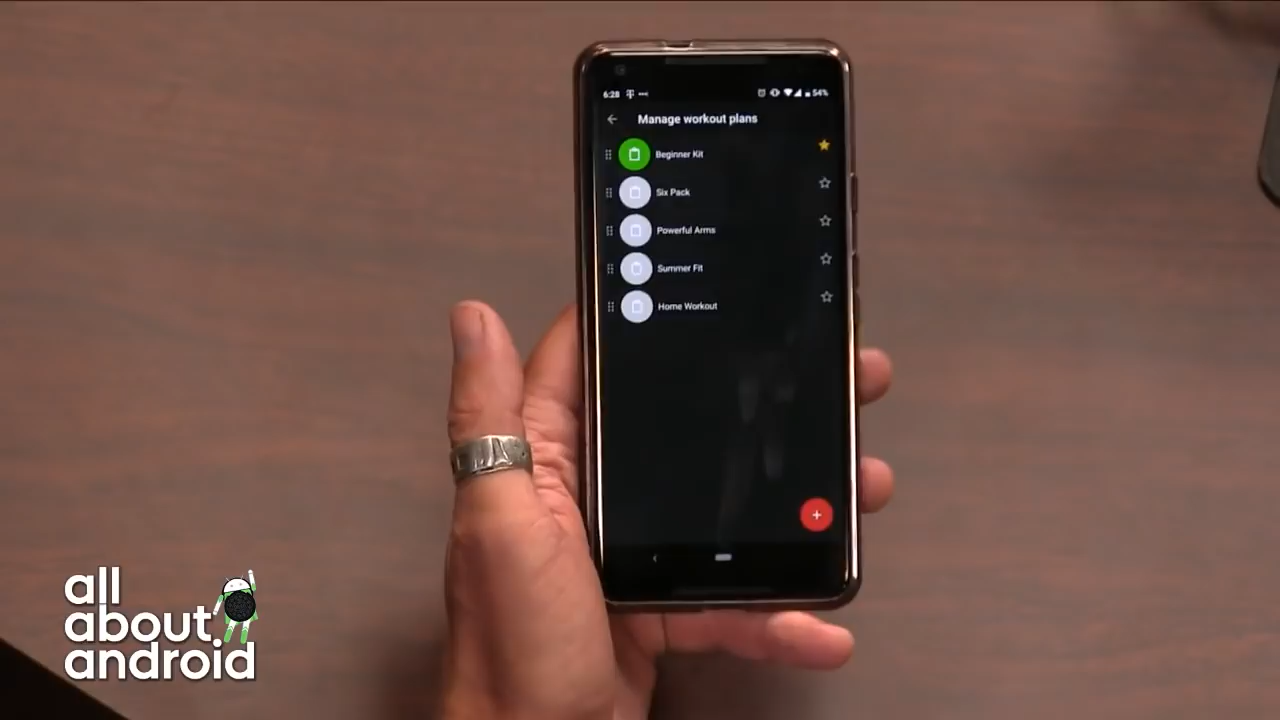 6:28
54%
Manage workout plans
Beginner Kit
Six Pack
Powerful Arms
Summer Fit
Home Workout
+
all
about
android